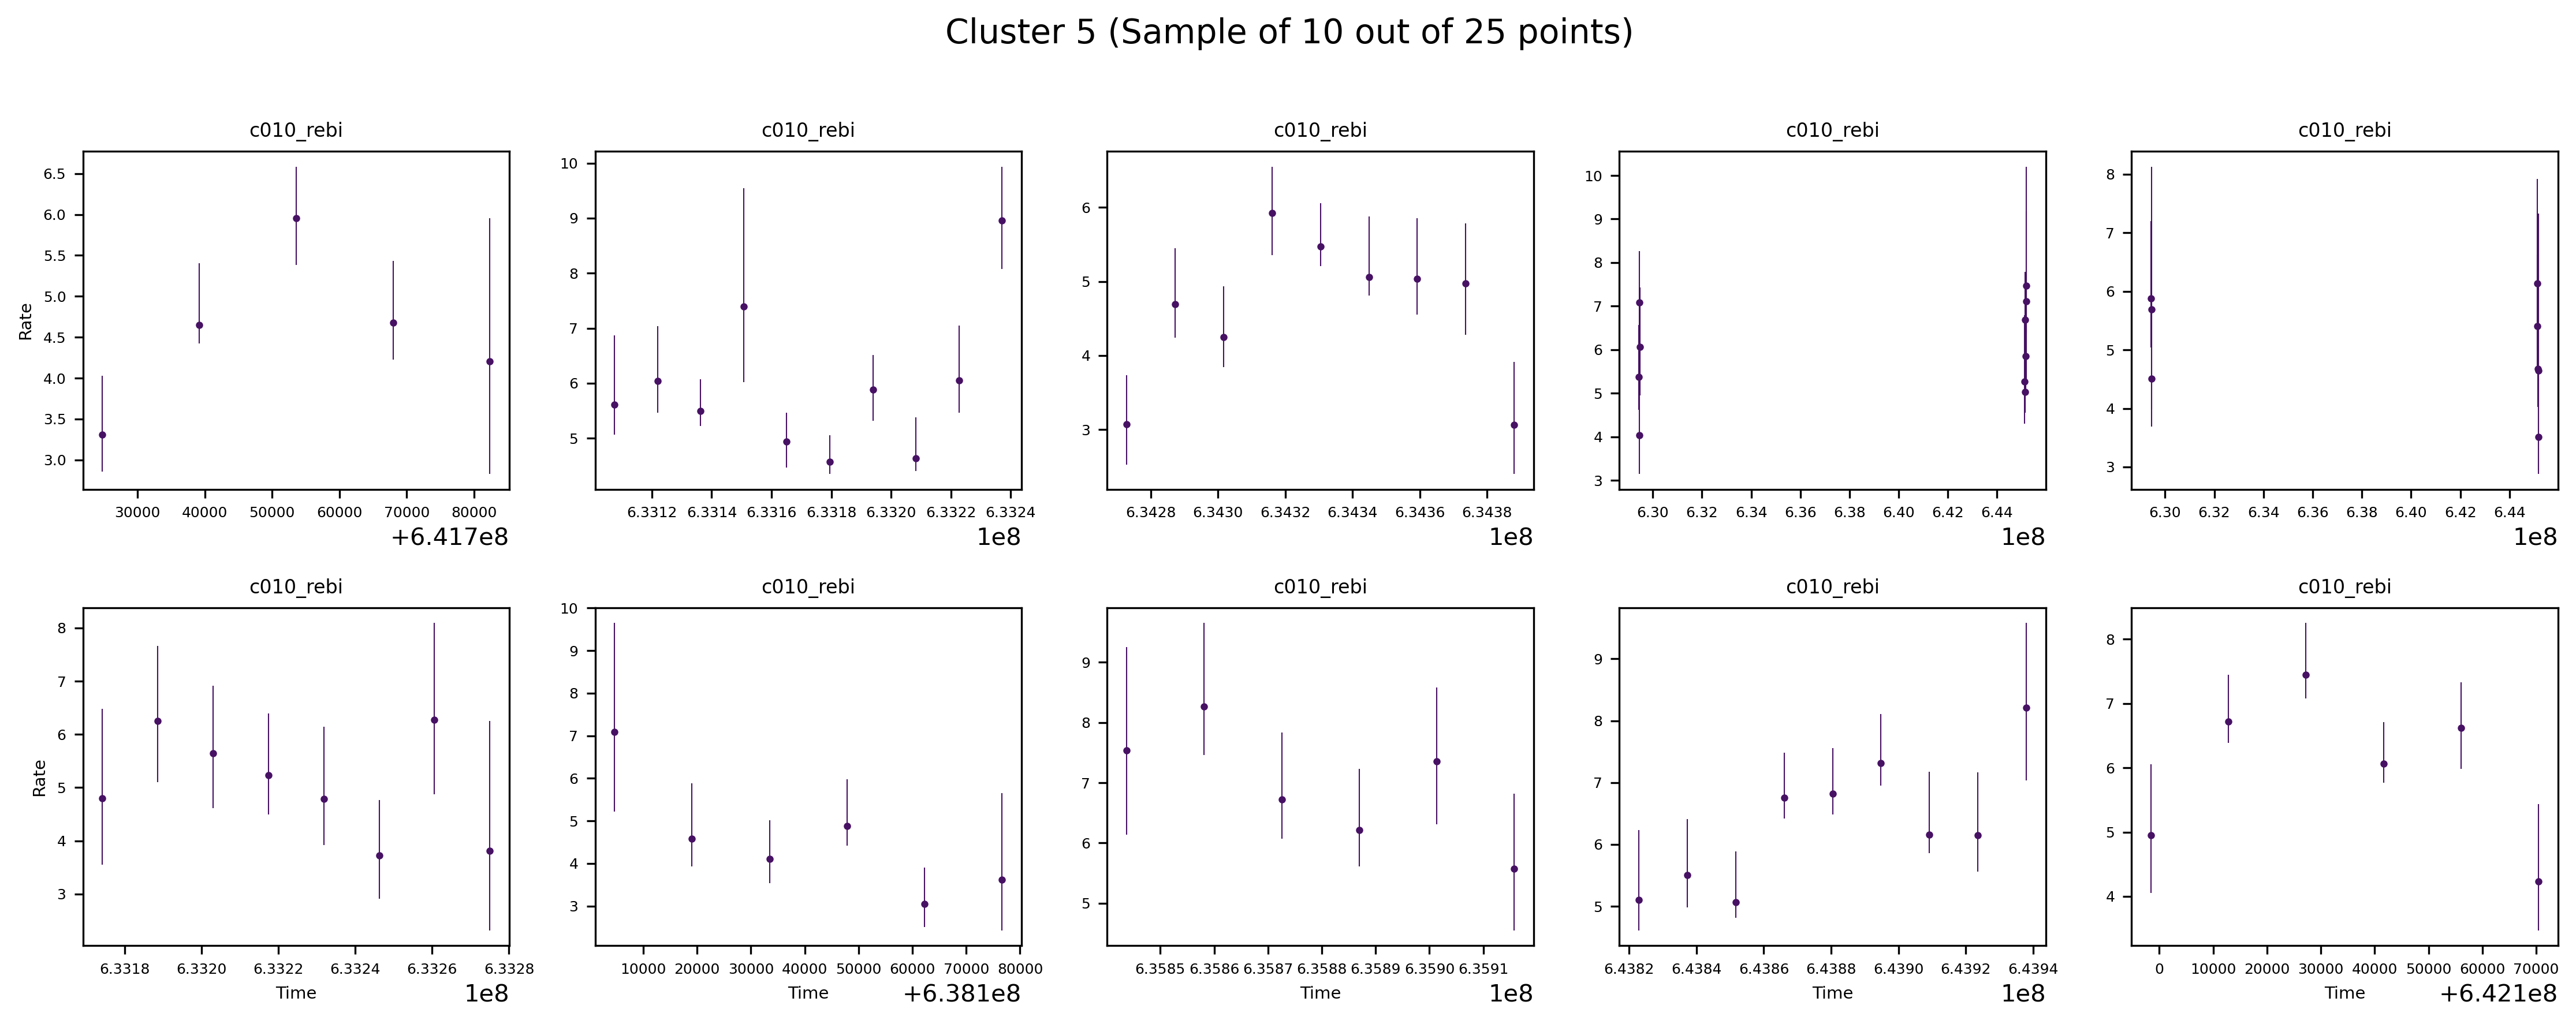 Cluster 5 (Sample of 10 out of 25 points)
c010_rebi c010_rebi c010_rebi c010_rebi c010_rebi
Rate
6.5
6.0
5.5
5.0
4.5
4.0
3.5
3.0
30000 40000 50000 60000 70000 80000
+6.417e8
10
9
8
7
6
5
6.3312 6.3314 6.3316 6.3318 6.3320 6.3322 6.3324
1e8
6
5
4
3
6.3428 6.3430 6.3432 6.3434 6.3436 6.3438
1e8
10
9
8
7
6
5
4
3
6.30 6.32 6.34 6.36 6.38 6.40 6.42 6.44
1e8
8
7
6
5
4
3
6.30 6.32 6.34 6.36 6.38 6.40 6.42 6.44
1e8
c010_rebi c010_rebi c010_rebi c010_rebi c010_rebi
Rate
8
7
6
5
4
3
6.3318 6.3320 6.3322 6.3324 6.3326 6.3328
Time 1e8
10
9
8
7
6
5
4
3
10000 20000 30000 40000 50000 60000 70000 80000
Time +6.381e8
9
8
7
6
5
6.3585 6.3586 6.3587 6.3588 6.3589 6.3590 6.3591
Time 1e8
9
8
7
6
5
6.4382 6.4384 6.4386 6.4388 6.4390 6.4392 6.4394
Time 1e8
8
7
6
5
4
0 10000 20000 30000 40000 50000 60000 70000
Time +6.421e8